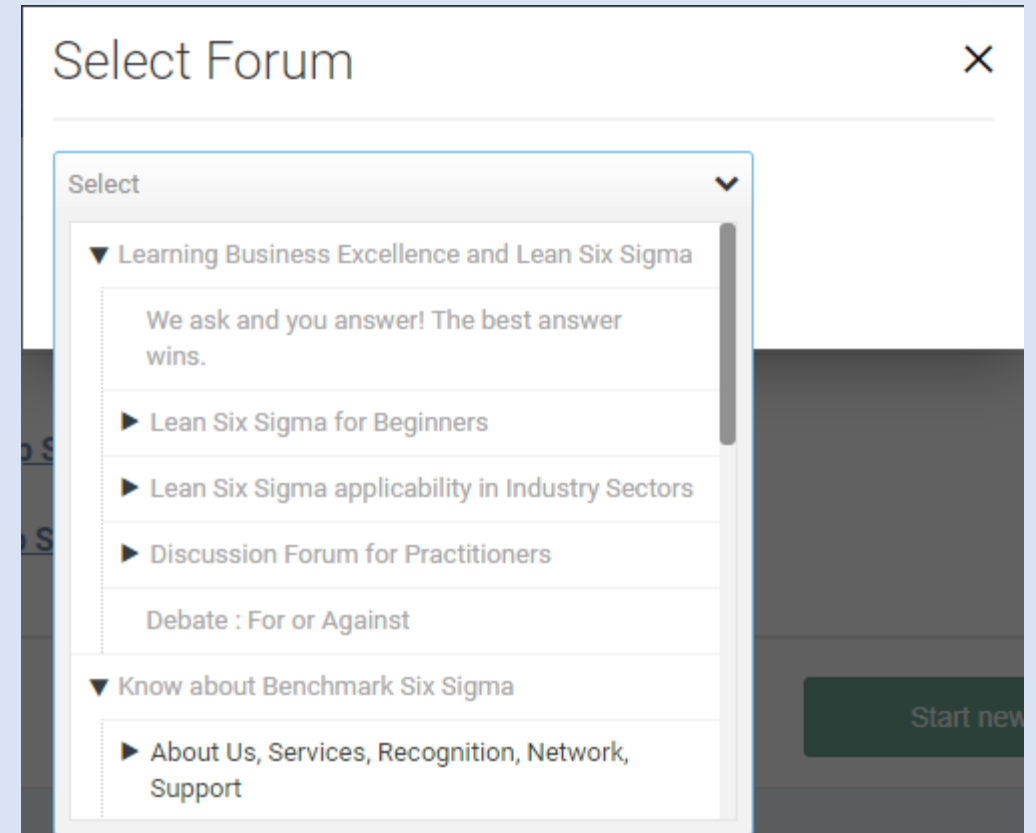 Select Forum
Select
Learning Business Excellence and Lean Six Sigma
We ask and you answer! The best answer
wins.
Lean Six Sigma for Beginners
Lean Six Sigma applicability in Industry Sectors
Discussion Forum for Practitioners
Debate : For or Against
Know about Benchmark Six Sigma
Start new
About Us, Services, Recognition, Network,
Support